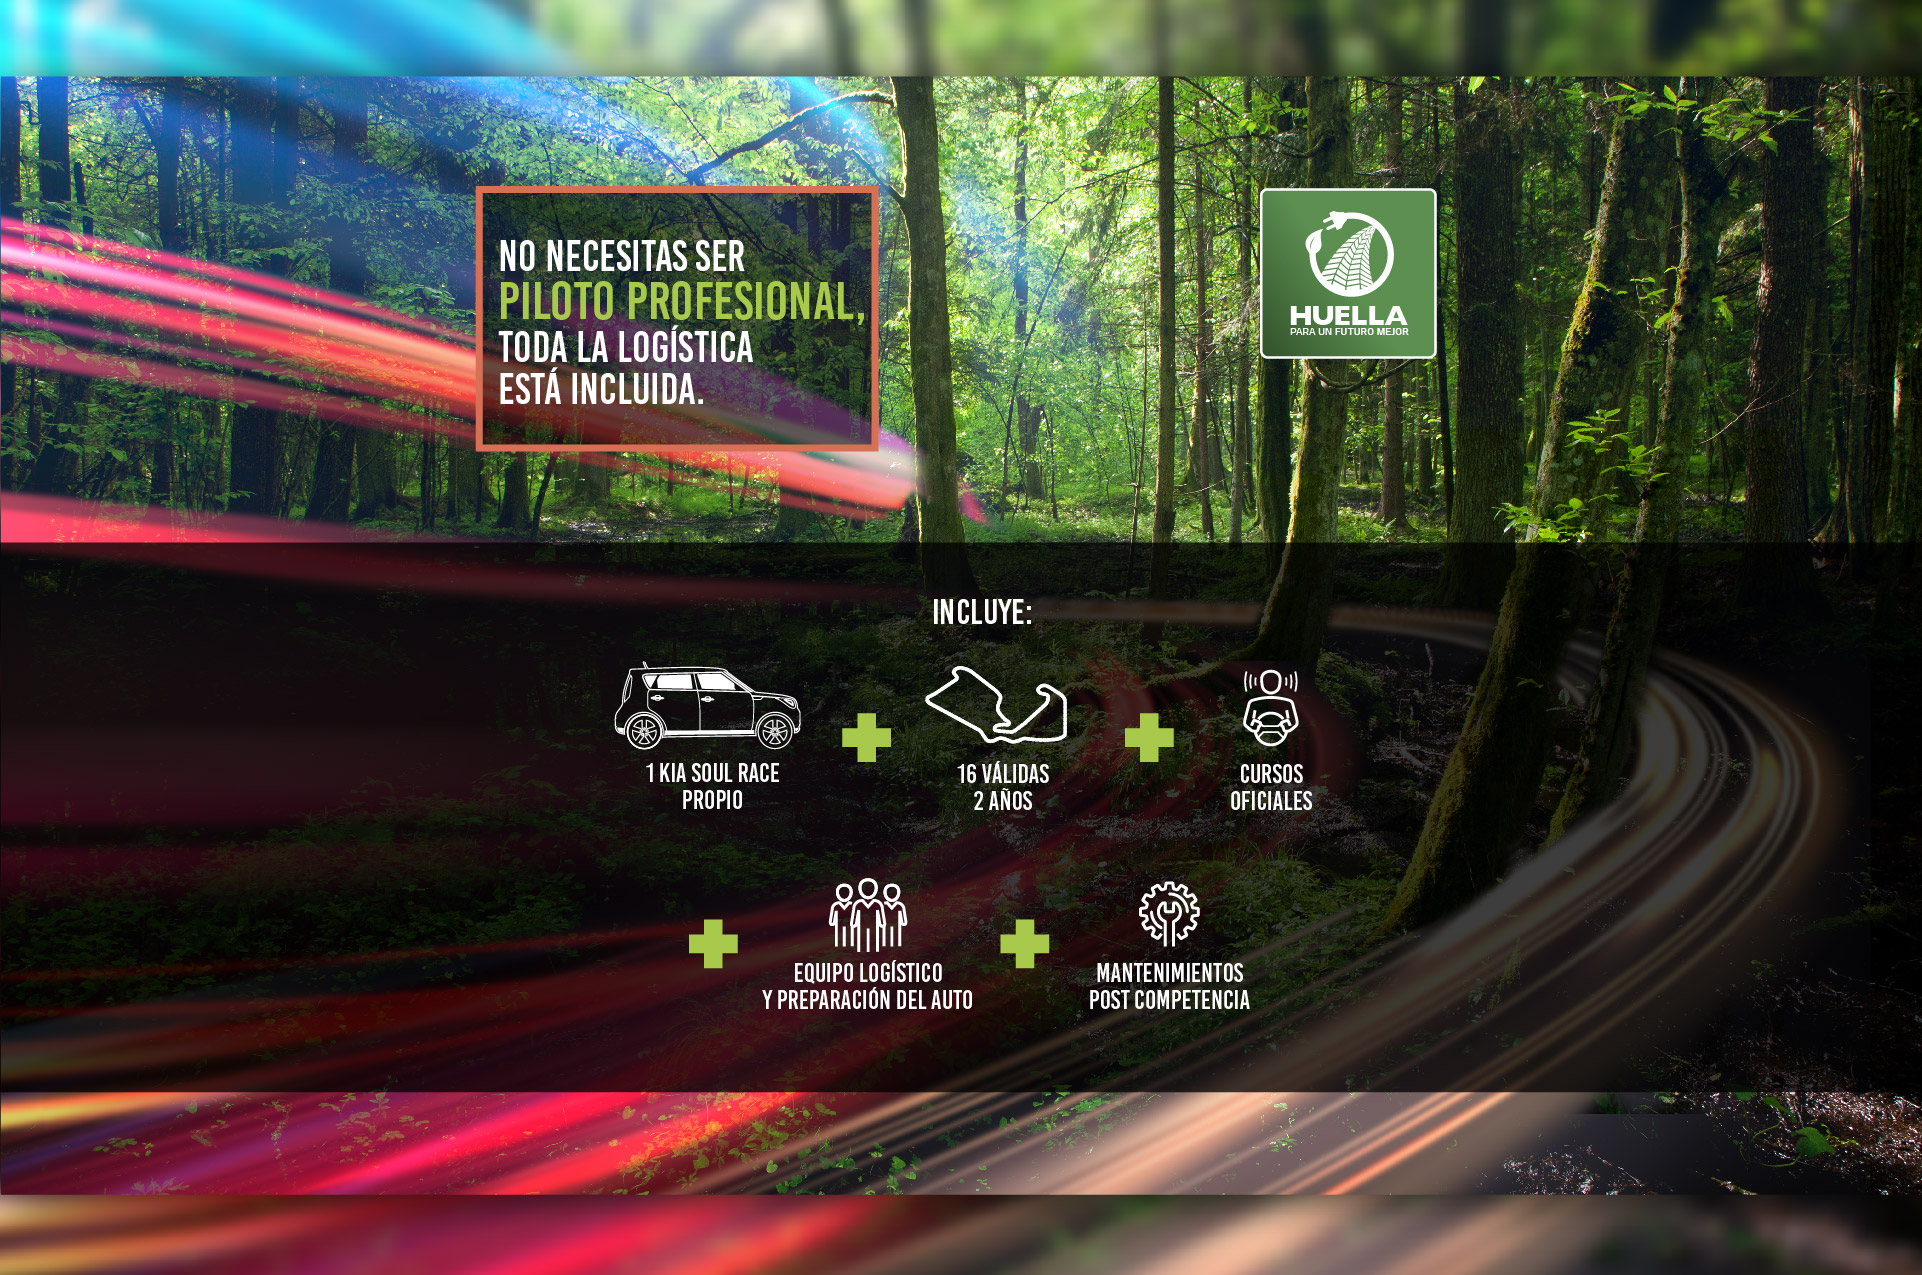 NO NECESITAS SER
PILOTO PROFESIONAL,
TODA LA LOGÍSTICA
ESTÁ INCLUIDA.
HUELLA
PARA UN FUTURO MEJOR
INCLUYE:
1 KIA SOUL RACE
PROPIO
16 VÁLIDAS
2 AÑOS
CURSOS
OFICIALES
EQUIPO LOGÍSTICO
Y PREPARACIÓN DEL AUTO
MANTENIMIENTOS
POST COMPETENCIA